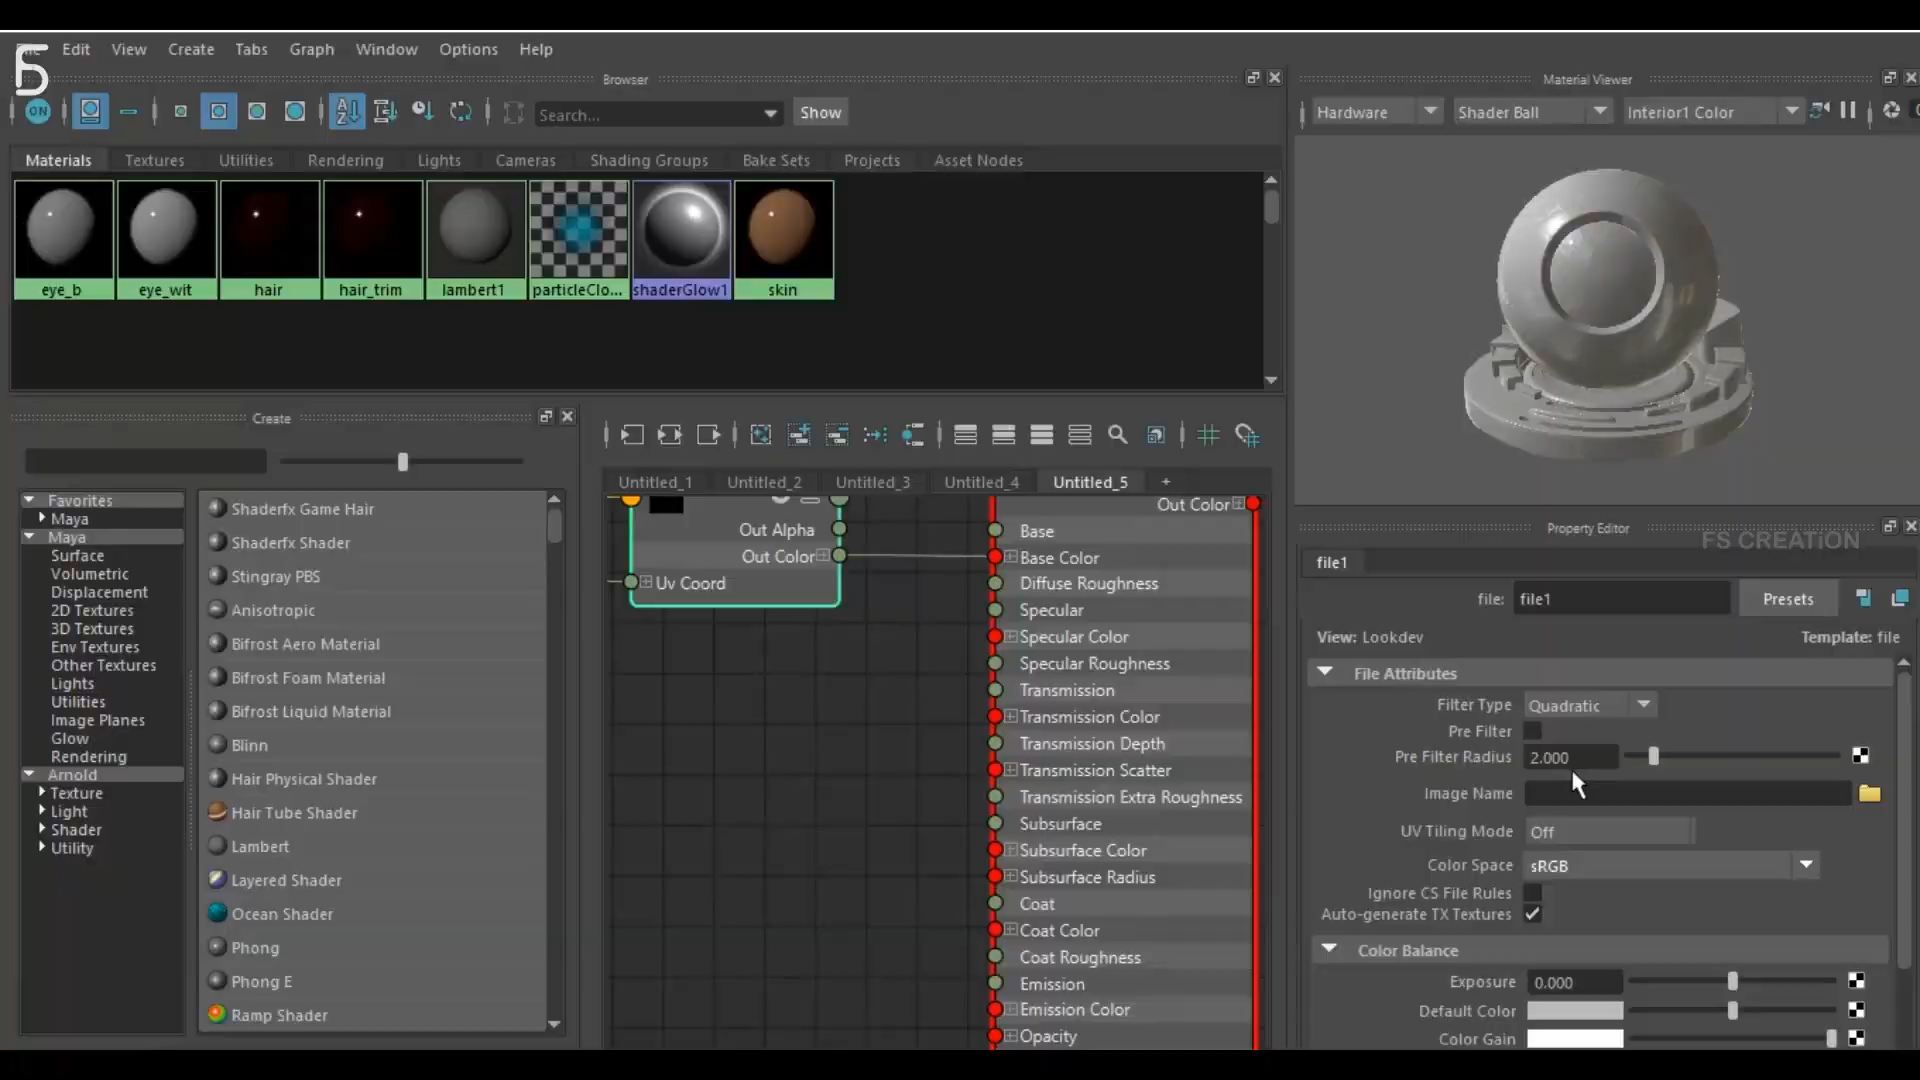 Edit View Create Tabs Graph Window Options Help
Browser
Material Viewer
ON
Search...
Show
Hardware
Shader Ball
Interior1 Color
Materials Textures Utilities Rendering Lights Cameras Shading Groups Bake Sets Projects Asset Nodes
eye_b eye_wit hair hair_trim lambert1 particleClo... shaderGlow1 skin
Create
Favorites
Maya
Maya
Surface
Volumetric
Displacement
2D Textures
3D Textures
Env Textures
Other Textures
Lights
Utilities
Image Planes
Glow
Rendering
Arnold
Texture
Light
Shader
Utility
Shaderfx Game Hair
Shaderfx Shader
Stingray PBS
Anisotropic
Bifrost Aero Material
Bifrost Foam Material
Bifrost Liquid Material
Blinn
Hair Physical Shader
Hair Tube Shader
Lambert
Layered Shader
Ocean Shader
Phong
Phong E
Ramp Shader
Untitled_1 Untitled_2 Untitled_3 Untitled_4 Untitled_5 +
Out Alpha
Out Color
Uv Coord
Out Color
Base
Base Color
Diffuse Roughness
Specular
Specular Color
Specular Roughness
Transmission
Transmission Color
Transmission Depth
Transmission Scatter
Transmission Extra Roughness
Subsurface
Subsurface Color
Subsurface Radius
Coat
Coat Color
Coat Roughness
Emission
Emission Color
Opacity
Property Editor
FS CREATiON
file1
file: file1 Presets
View: Lookdev Template: file
File Attributes
Filter Type Quadratic
Pre Filter
Pre Filter Radius 2.000
Image Name
UV Tiling Mode Off
Color Space sRGB
Ignore CS File Rules
Auto-generate TX Textures
Color Balance
Exposure 0.000
Default Color
Color Gain